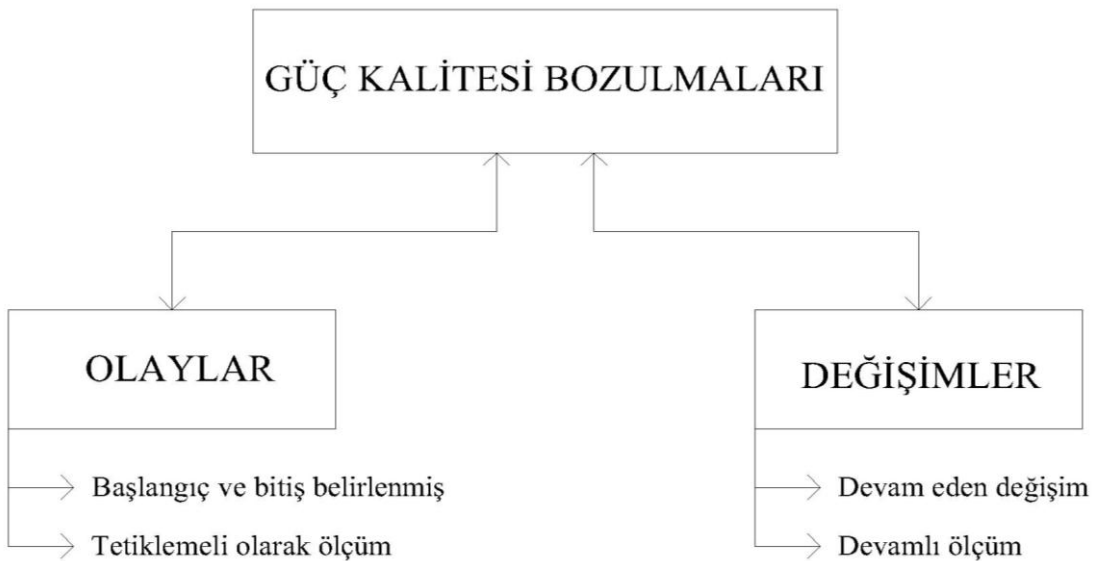 GÜÇ KALİTESİ BOZULMALARI
OLAYLAR
Başlangıç ve bitiş belirlenmiş
Tetiklemeli olarak ölçüm
DEĞİŞİMLER
Devam eden değişim
Devamlı ölçüm